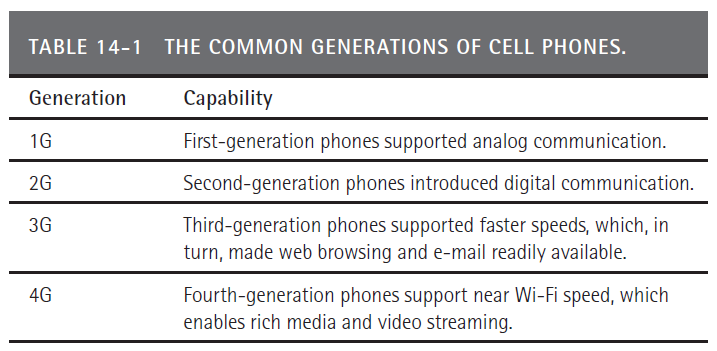 TABLE 14-1 THE COMMON GENERATIONS OF CELL PHONES.
Generation Capability
1G First-generation phones supported analog communication.
2G Second-generation phones introduced digital communication.
3G Third-generation phones supported faster speeds, which, in
turn, made web browsing and e-mail readily available.
4G Fourth-generation phones support near Wi-Fi speed, which
enables rich media and video streaming.